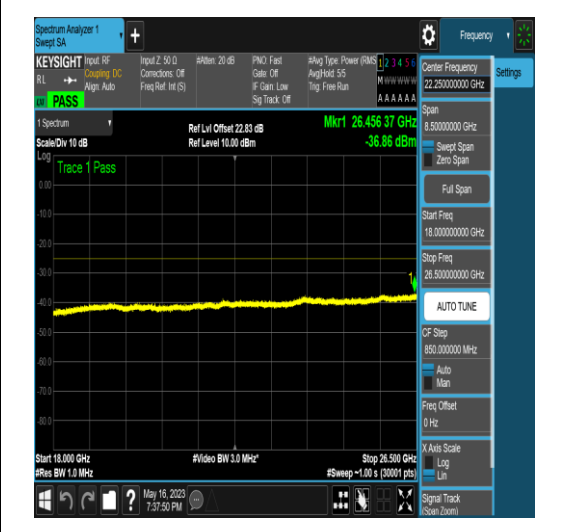 Spectrum Analyzer 1
Swept SA
+
Frequency
KEYSIGHT
RL
PASS
Input: RF
Coupling: DC
Align: Auto
Input Z: 50 Ω
Corrections: Off
Freq Ref: Int (S)
#Atten: 20 dB
PNO: Fast
Gate: Off
IF Gain: Low
Sig Track: Off
#Avg Type: Power (RMS
Avg|Hold: 5/5
Trig: Free Run
1 2 3 4 5 6
M W W W W W
A A A A A A
1 Spectrum
Scale/Div 10 dB
Ref Lvl Offset 22.83 dB
Ref Level 10.00 dBm
Mkr1 26.456 37 GHz
-36.86 dBm
Log
Trace 1 Pass
0.00
-10.0
-20.0
-30.0
-40.0
-50.0
-60.0
-70.0
-80.0
1
Start 18.000 GHz
#Res BW 1.0 MHz
#Video BW 3.0 MHz*
Stop 26.500 GHz
#Sweep ~1.00 s (30001 pts)
Center Frequency
22.25000000 GHz
Settings
Span
8.50000000 GHz
Swept Span
Zero Span
Full Span
Start Freq
18.000000000 GHz
Stop Freq
26.500000000 GHz
AUTO TUNE
CF Step
850.000000 MHz
Auto
Man
Freq Offset
0 Hz
X Axis Scale
Log
Lin
Signal Track
(Span Zoom)
?
May 16, 2023
7:37:50 PM